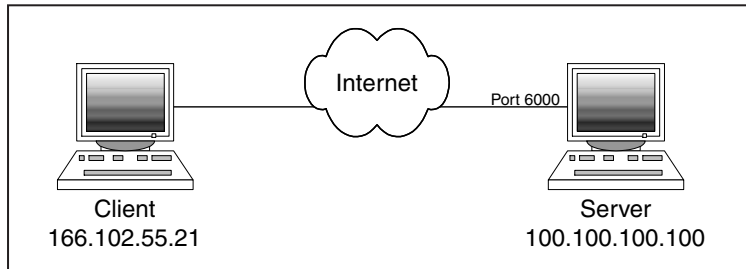 Internet
Port 6000
Client
166.102.55.21
Server
100.100.100.100